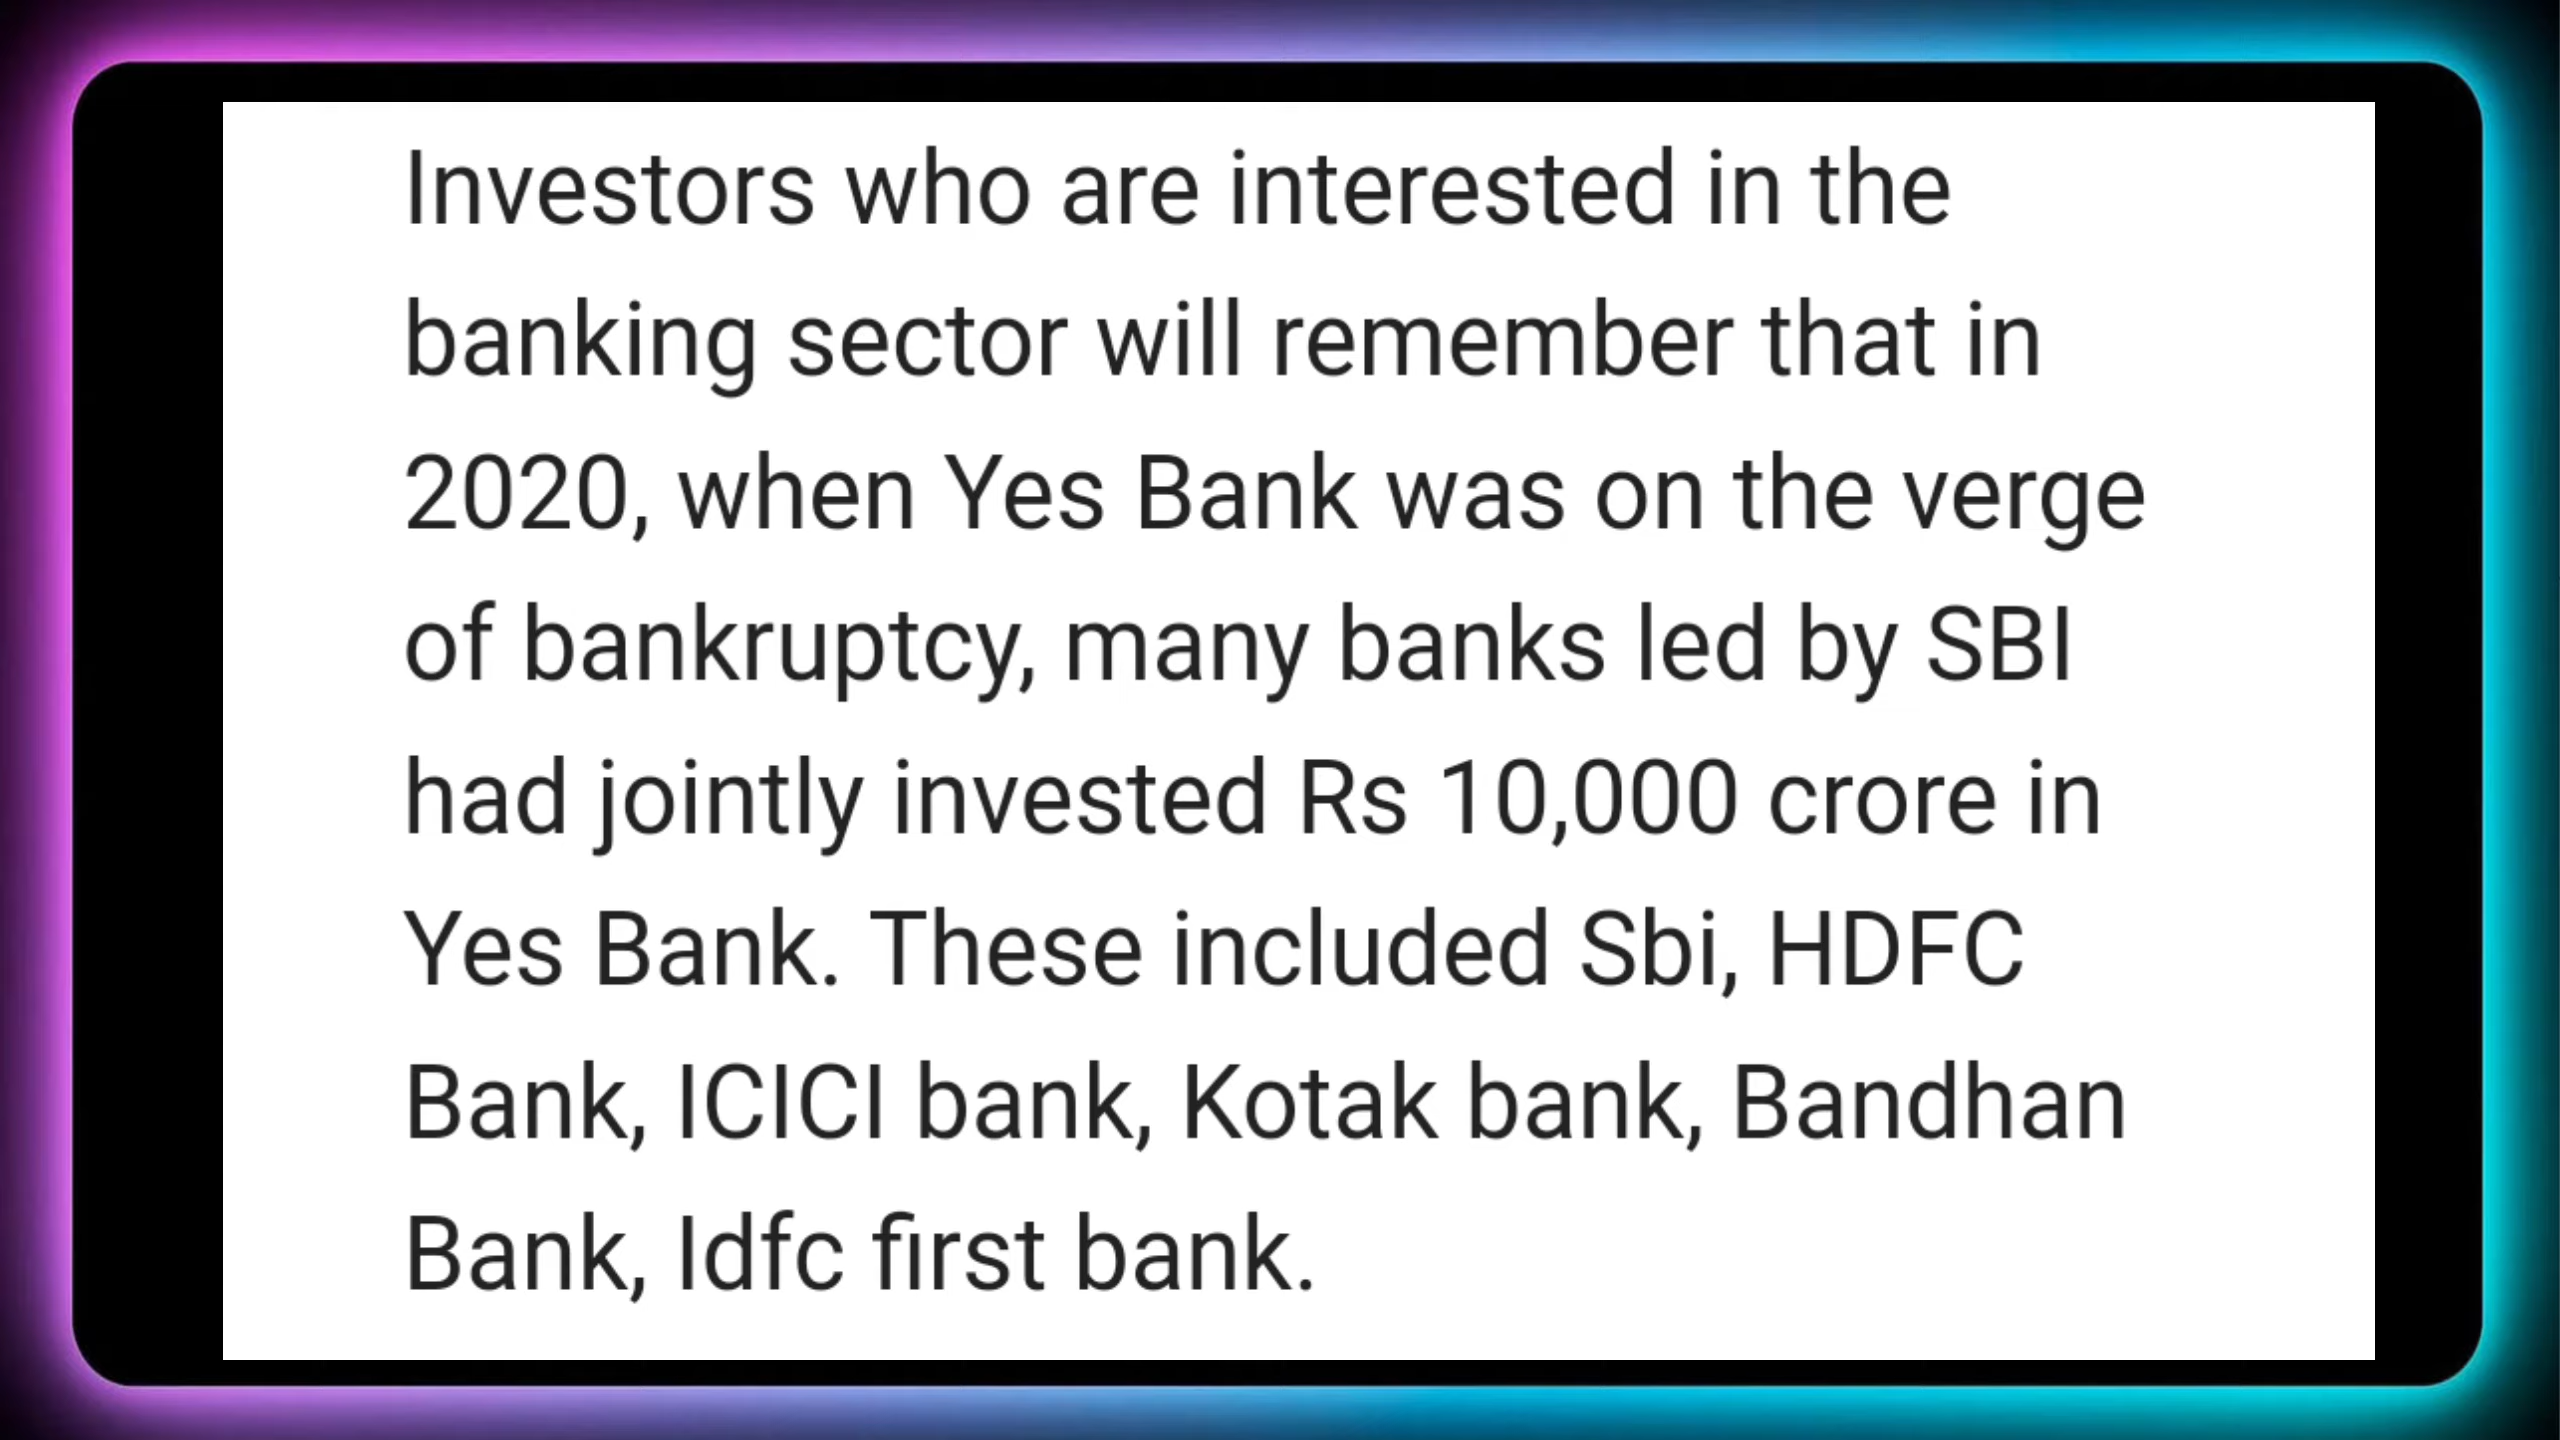 Investors who are interested in the
banking sector will remember that in
2020, when Yes Bank was on the verge
of bankruptcy, many banks led by SBI
had jointly invested Rs 10,000 crore in
Yes Bank. These included Sbi, HDFC
Bank, ICICI bank, Kotak bank, Bandhan
Bank, Idfc first bank.